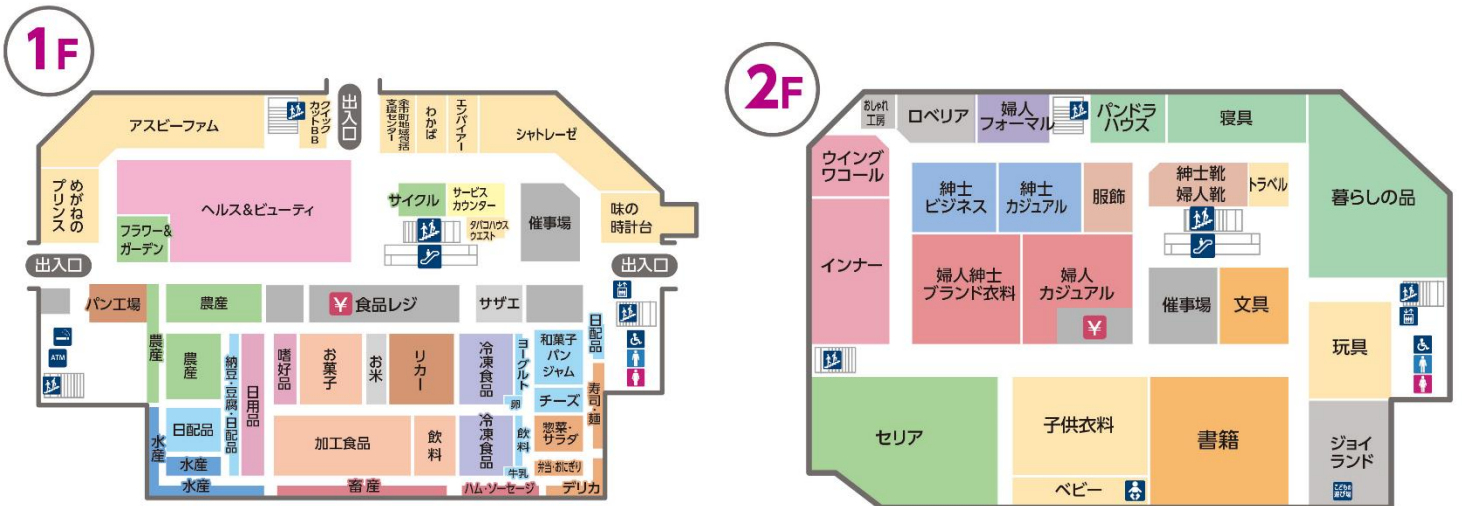 1F
アスビーファム
クイック
カットBB
出入口
余市町地域包括
支援センター
わかば
エンパイアー
シャトレーゼ
めがねの
プリンス
ヘルス&ビューティ
フラワー&
ガーデン
サイクル
サービス
カウンター
タバコハウス
ウエスト
催事場
味の
時計台
出入口
出入口
パン工場
農産
¥ 食品レジ
サザエ
日配品
農産
農産
納豆・豆腐・日配品
日用品
嗜好品
お菓子
お米
リカー
冷凍食品
ヨーグルト
卵
和菓子
パン
ジャム
チーズ
寿司・麺
ATM
水産
日配品
水産
水産
加工食品
飲料
冷凍食品
飲料
牛乳
惣菜・
サラダ
弁当・おにぎり
畜産
ハム・ソーセージ
デリカ
2F
おしゃれ
工房
ロベリア
婦人
フォーマル
パンドラ
ハウス
寝具
暮らしの品
ウイング
ワコール
インナー
紳士
ビジネス
紳士
カジュアル
服飾
紳士靴
婦人靴
トラベル
婦人紳士
ブランド衣料
婦人
カジュアル
¥
催事場
文具
玩具
セリア
子供衣料
ベビー
書籍
ジョイ
ランド
こどもの
遊び場